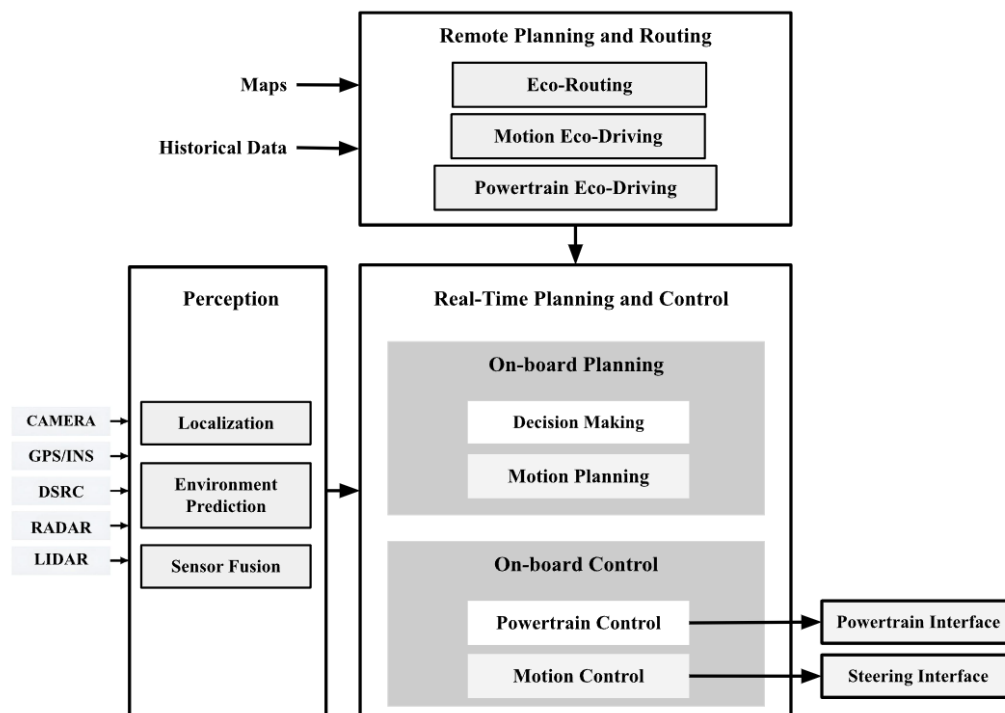 Remote Planning and Routing
Maps
Eco-Routing
Historical Data
Motion Eco-Driving
Powertrain Eco-Driving
Perception
CAMERA
GPS/INS
DSRC
RADAR
LIDAR
Localization
Environment
Prediction
Sensor Fusion
Real-Time Planning and Control
On-board Planning
Decision Making
Motion Planning
On-board Control
Powertrain Control
Motion Control
Powertrain Interface
Steering Interface